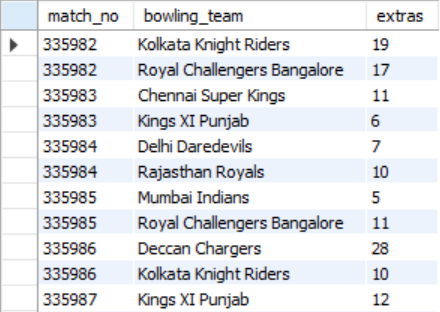 match_no bowling_team extras
335982 Kolkata Knight Riders 19
335982 Royal Challengers Bangalore 17
335983 Chennai Super Kings 11
335983 Kings XI Punjab 6
335984 Delhi Daredevils 7
335984 Rajasthan Royals 10
335985 Mumbai Indians 5
335985 Royal Challengers Bangalore 11
335986 Deccan Chargers 28
335986 Kolkata Knight Riders 10
335987 Kings XI Punjab 12